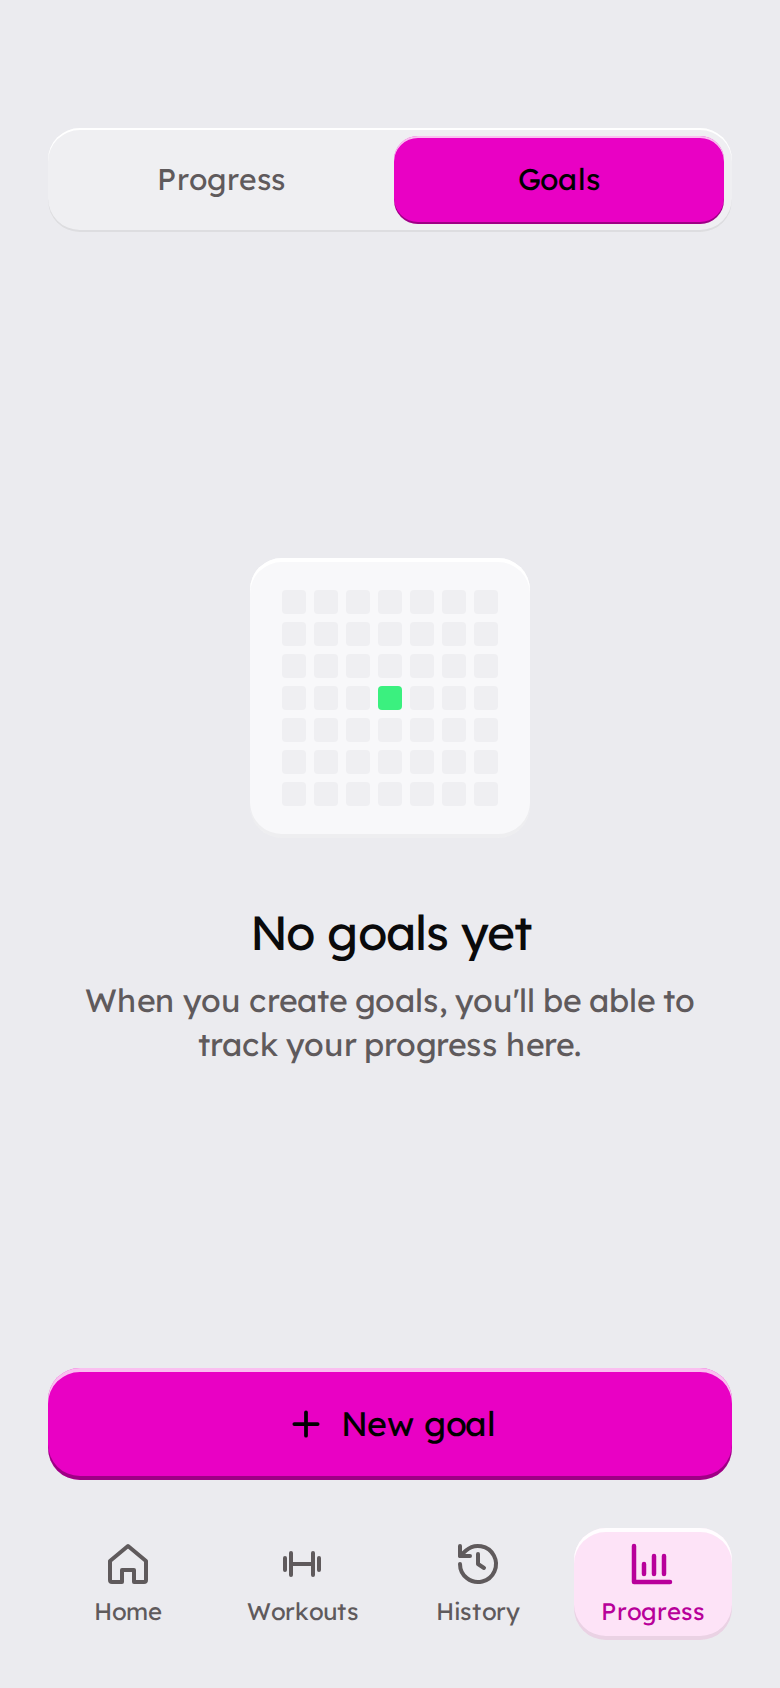 Progress
Goals
No goals yet
When you create goals, you'll be able to
track your progress here.
New goal
Home
Workouts
History
Progress